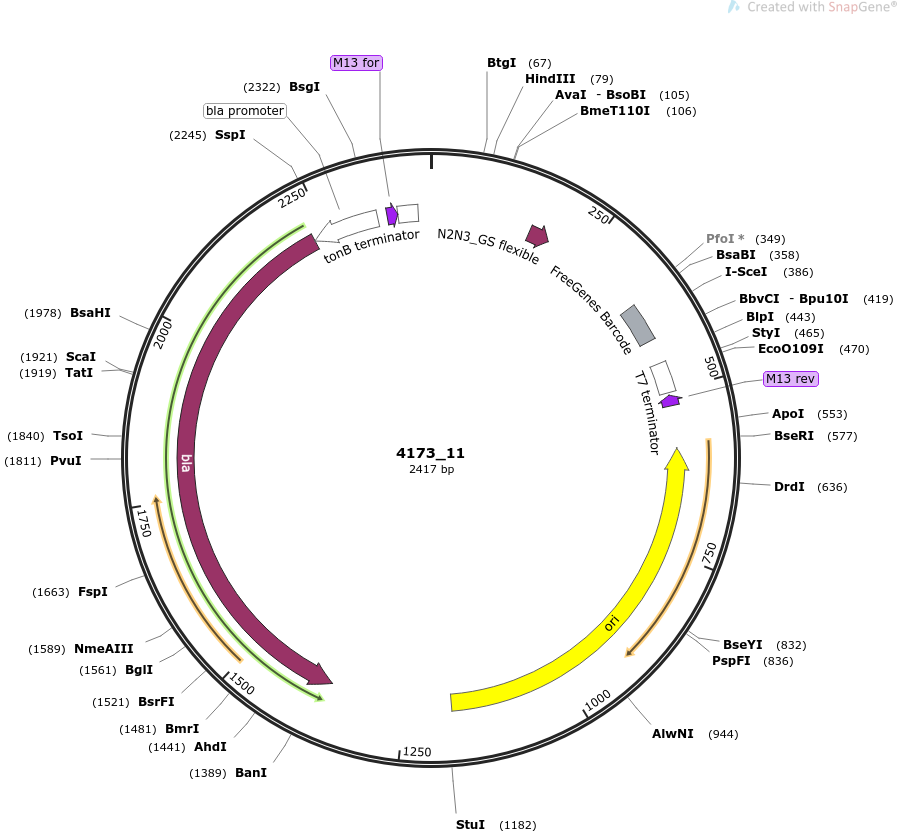 Created with SnapGene®
M13 for
(2322) BsgI
bla promoter
(2245) SspI
BtgI (67)
HindIII (79)
AvaI - BsoBI (105)
BmeT110I (106)
2250
250
tonB terminator
N2N3_GS flexible
FreeGenes Barcode
PfoI * (349)
BsaBI (358)
I-SceI (386)
BbvCI - Bpu10I (419)
BlpI (443)
StyI (465)
EcoO109I (470)
500
M13 rev
T7 terminator
ApoI (553)
BseRI (577)
DrdI (636)
(1978) BsaHI
2000
(1921) ScaI
(1919) TatI
(1840) TsoI
(1811) PvuI
bla
4173_11
2417 bp
1750
750
(1663) FspI
ori
BseYI (832)
PspFI (836)
(1589) NmeAIII
(1561) BglI
1500
(1521) BsrFI
1000
(1481) BmrI
(1441) AhdI
AlwNI (944)
1250
(1389) BanI
StuI (1182)